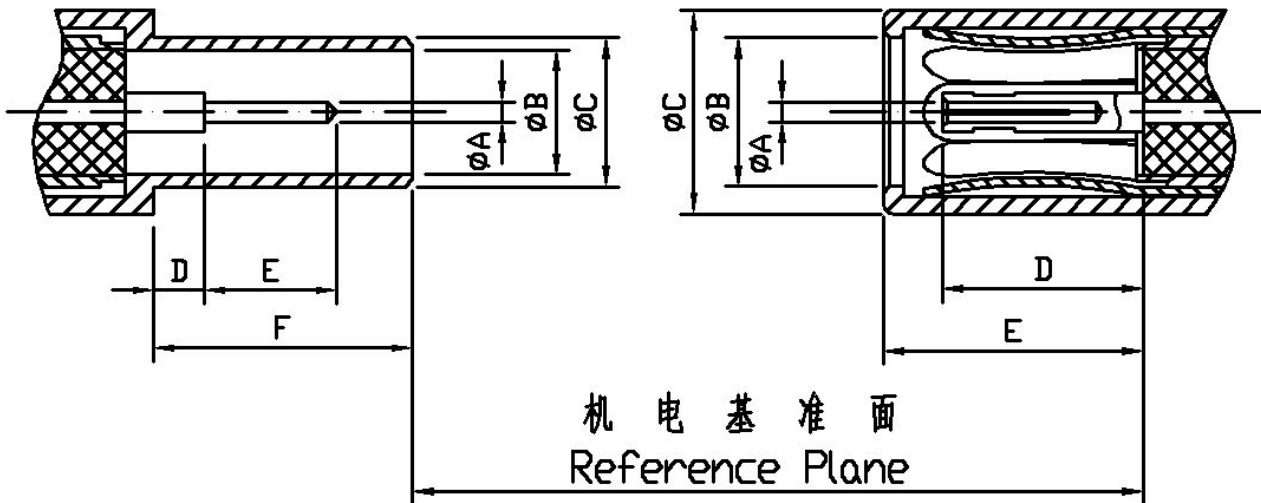 øA
øB
øC
øC
øB
øA
D E
F
D
E
机电基准面
Reference Plane